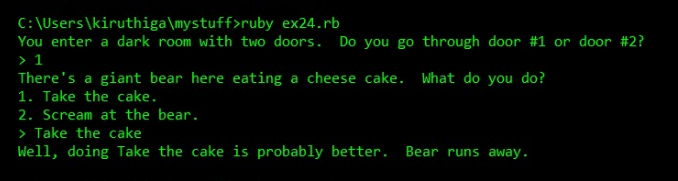 C:\Users\kiruthiga\mystuff>ruby ex24.rb
You enter a dark room with two doors.  Do you go through door #1 or door #2?
> 1
There's a giant bear here eating a cheese cake.  What do you do?
1. Take the cake.
2. Scream at the bear.
> Take the cake
Well, doing Take the cake is probably better.  Bear runs away.